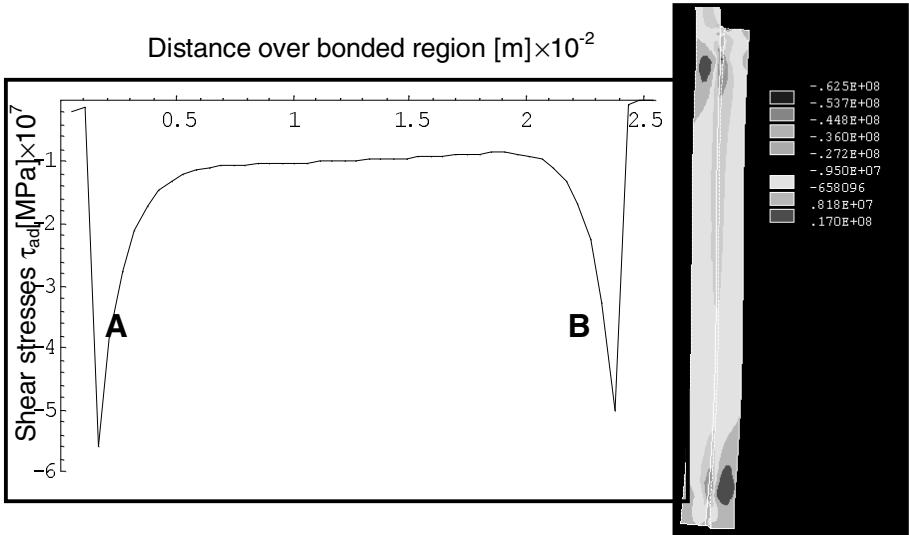 Distance over bonded region [m]×10-2
Shear stresses τad,[MPa]×10^7
0.5
1
1.5
2
2.5
-1
-2
-3
-4
-5
-6
A
B
-.625E+08
-.537E+08
-.448E+08
-.360E+08
-.272E+08
-.950E+07
-658096
.818E+07
.170E+08